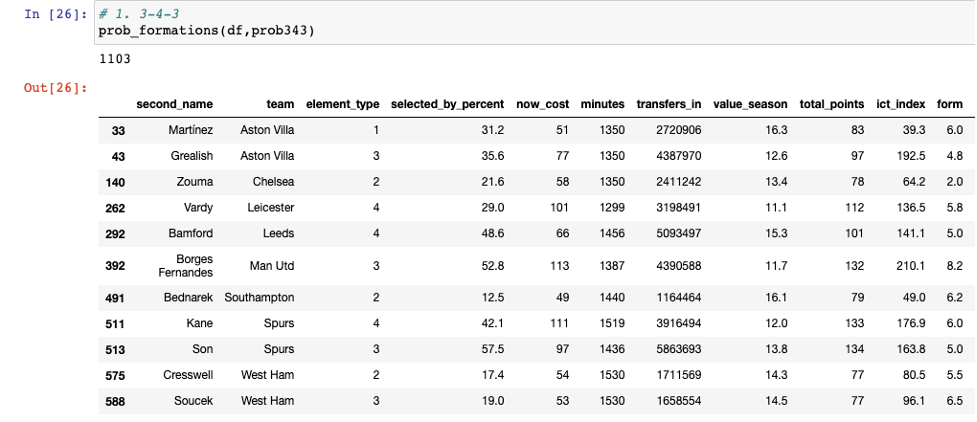 In [26]: # 1. 3-4-3
prob_formations(df,prob343)
1103
Out[26]:
second_name team element_type selected_by_percent now_cost minutes transfers_in value_season total_points ict_index form
33 Martínez Aston Villa 1 31.2 51 1350 2720906 16.3 83 39.3 6.0
43 Grealish Aston Villa 3 35.6 77 1350 4387970 12.6 97 192.5 4.8
140 Zouma Chelsea 2 21.6 58 1350 2411242 13.4 78 64.2 2.0
262 Vardy Leicester 4 29.0 101 1299 3198491 11.1 112 136.5 5.8
292 Bamford Leeds 4 48.6 66 1456 5093497 15.3 101 141.1 5.0
392 Borges Fernandes Man Utd 3 52.8 113 1387 4390588 11.7 132 210.1 8.2
491 Bednarek Southampton 2 12.5 49 1440 1164464 16.1 79 49.0 6.2
511 Kane Spurs 4 42.1 111 1519 3916494 12.0 133 176.9 6.0
513 Son Spurs 3 57.5 97 1436 5863693 13.8 134 163.8 5.0
575 Cresswell West Ham 2 17.4 54 1530 1711569 14.3 77 80.5 5.5
588 Soucek West Ham 3 19.0 53 1530 1658554 14.5 77 96.1 6.5